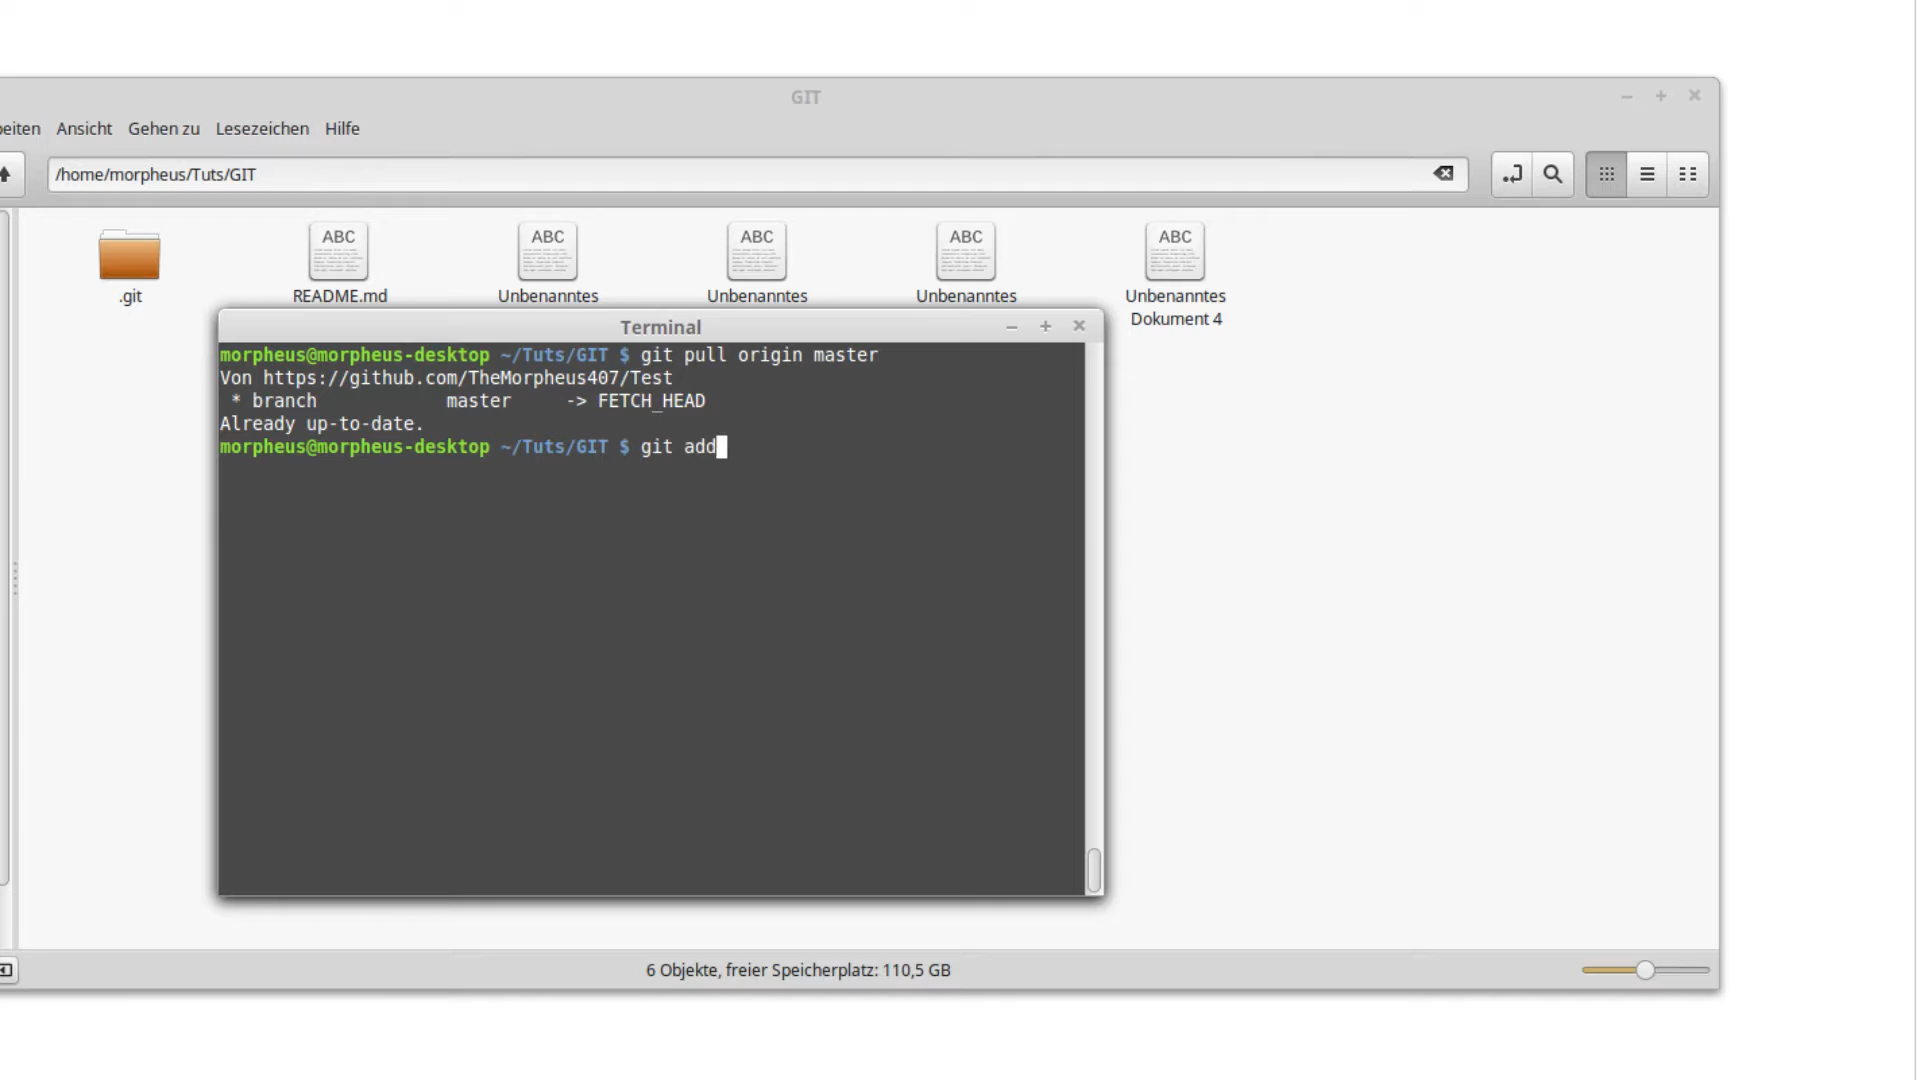 GIT
beiten Ansicht Gehen zu Lesezeichen Hilfe
/home/morpheus/Tuts/GIT
ABC ABC ABC ABC ABC
.git README.md Unbenanntes Unbenanntes Unbenanntes Unbenanntes
Dokument 4
Terminal
morpheus@morpheus-desktop ~/Tuts/GIT $ git pull origin master
Von https://github.com/TheMorpheus407/Test
 * branch            master     -> FETCH_HEAD
Already up-to-date.
morpheus@morpheus-desktop ~/Tuts/GIT $ git add
6 Objekte, freier Speicherplatz: 110,5 GB